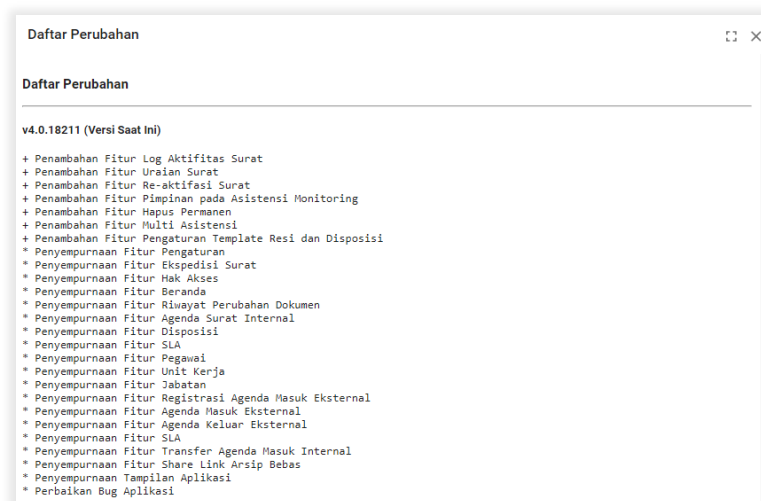 Daftar Perubahan
Daftar Perubahan
v4.0.18211 (Versi Saat Ini)
+ Penambahan Fitur Log Aktifitas Surat
+ Penambahan Fitur Uraian Surat
+ Penambahan Fitur Re-aktifasi Surat
+ Penambahan Fitur Pimpinan pada Asistensi Monitoring
+ Penambahan Fitur Hapus Permanen
+ Penambahan Fitur Multi Asistensi
+ Penambahan Fitur Pengaturan Template Resi dan Disposisi
* Penyempurnaan Fitur Pengaturan
* Penyempurnaan Fitur Ekspedisi Surat
* Penyempurnaan Fitur Hak Akses
* Penyempurnaan Fitur Beranda
* Penyempurnaan Fitur Riwayat Perubahan Dokumen
* Penyempurnaan Fitur Agenda Surat Internal
* Penyempurnaan Fitur Disposisi
* Penyempurnaan Fitur SLA
* Penyempurnaan Fitur Pegawai
* Penyempurnaan Fitur Unit Kerja
* Penyempurnaan Fitur Jabatan
* Penyempurnaan Fitur Registrasi Agenda Masuk Eksternal
* Penyempurnaan Fitur Agenda Masuk Eksternal
* Penyempurnaan Fitur Agenda Keluar Eksternal
* Penyempurnaan Fitur SLA
* Penyempurnaan Fitur Transfer Agenda Masuk Internal
* Penyempurnaan Fitur Share Link Arsip Bebas
* Penyempurnaan Tampilan Aplikasi
* Perbaikan Bug Aplikasi